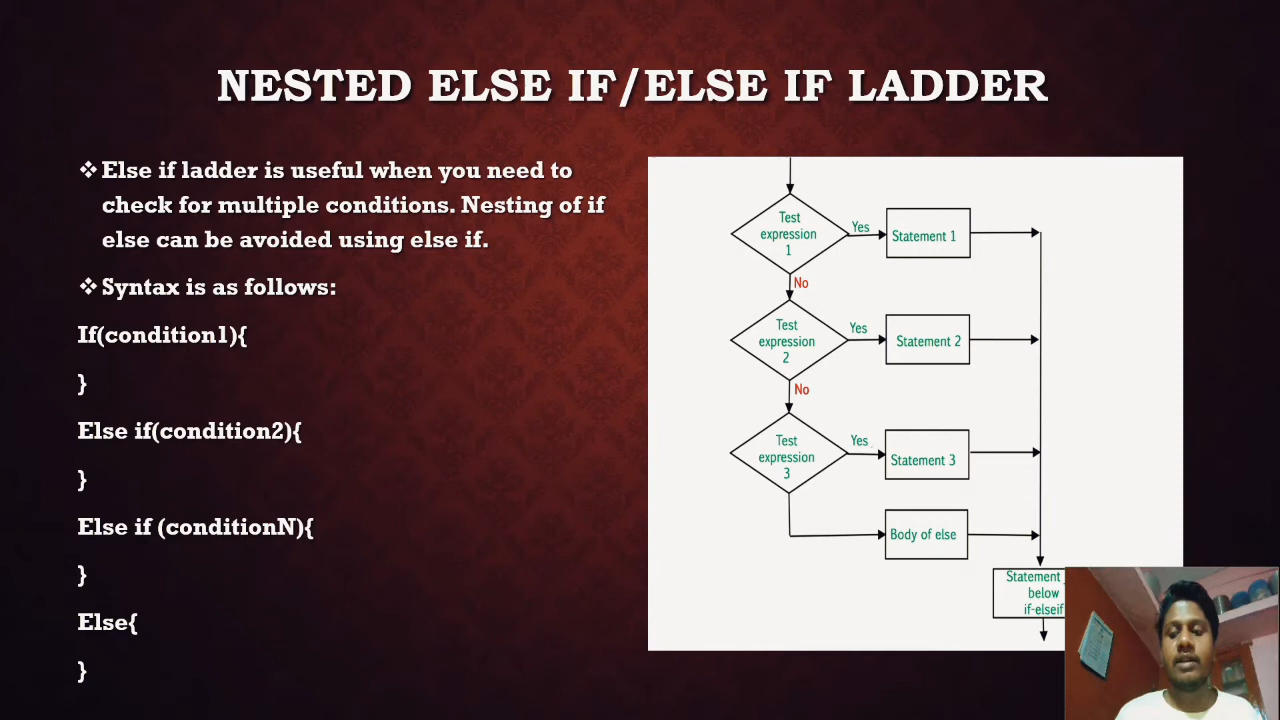 NESTED ELSE IF/ELSE IF LADDER
❖Else if ladder is useful when you need to
check for multiple conditions. Nesting of if
else can be avoided using else if.
❖Syntax is as follows:
If(condition1){
}
Else if(condition2){
}
Else if (conditionN){
}
Else{
}
Test
expression
1
Yes
Statement 1
No
Test
expression
2
Yes
Statement 2
No
Test
expression
3
Yes
Statement 3
Body of else
Statement
below
if-elseif